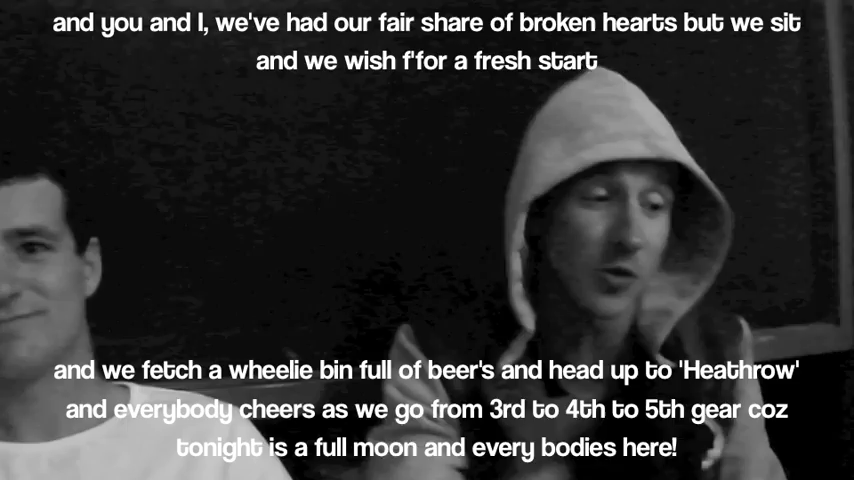 and you and I, we've had our fair share of broken hearts but we sit
and we wish f'for a fresh start
and we fetch a wheelie bin full of beer's and head up to 'Heathrow'
and everybody cheers as we go from 3rd to 4th to 5th gear coz
tonight is a full moon and every bodies here!